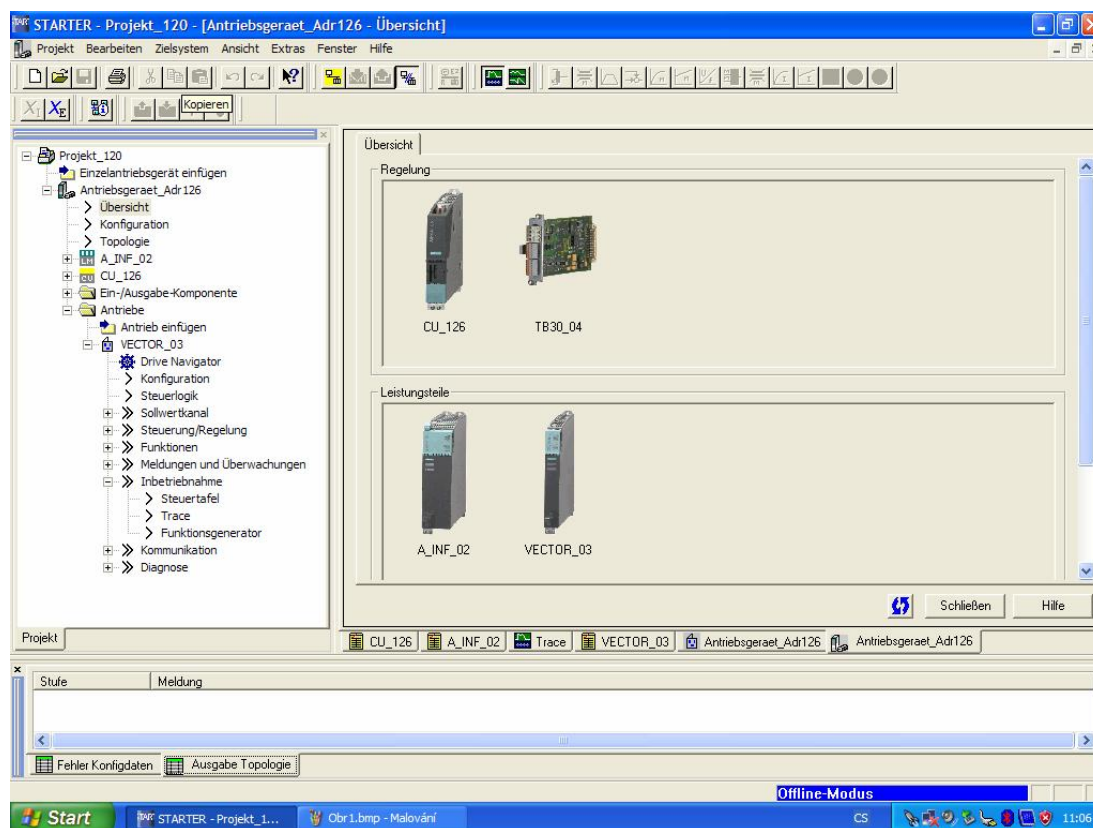 STARTER - Projekt_120 - [Antriebsgeraet_Adr126 - Übersicht]
Projekt Bearbeiten Zielsystem Ansicht Extras Fenster Hilfe
Kopieren
Projekt_120
Einzelantriebsgerät einfügen
Antriebsgeraet_Adr126
Übersicht
Konfiguration
Topologie
A_INF_02
CU_126
Ein-/Ausgabe-Komponente
Antriebe
Antrieb einfügen
VECTOR_03
Drive Navigator
Konfiguration
Steuerlogik
Sollwertkanal
Steuerung/Regelung
Funktionen
Meldungen und Überwachungen
Inbetriebnahme
Steuertafel
Trace
Funktionsgenerator
Kommunikation
Diagnose
Projekt
Übersicht
Regelung
CU_126 TB30_04
Leistungsteile
A_INF_02 VECTOR_03
Schließen Hilfe
CU_126 A_INF_02 Trace VECTOR_03 Antriebsgeraet_Adr126 Antriebsgeraet_Adr126
Stufe Meldung
Fehler Konfigdaten Ausgabe Topologie
Offline-Modus
Start STARTER - Projekt_1... Obr1.bmp - Malování CS 11:06